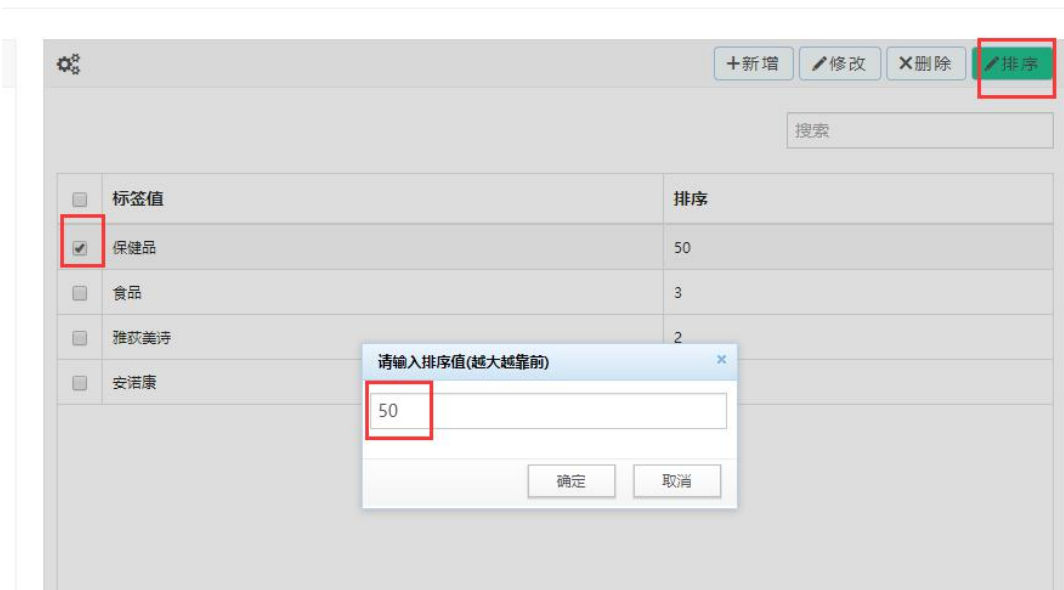 +新增 修改 ×删除 排序
搜索
标签值 排序
保健品 50
食品 3
雅荻美诗 2
请输入排序值(越大越靠前) ×
安诺康
50
确定 取消